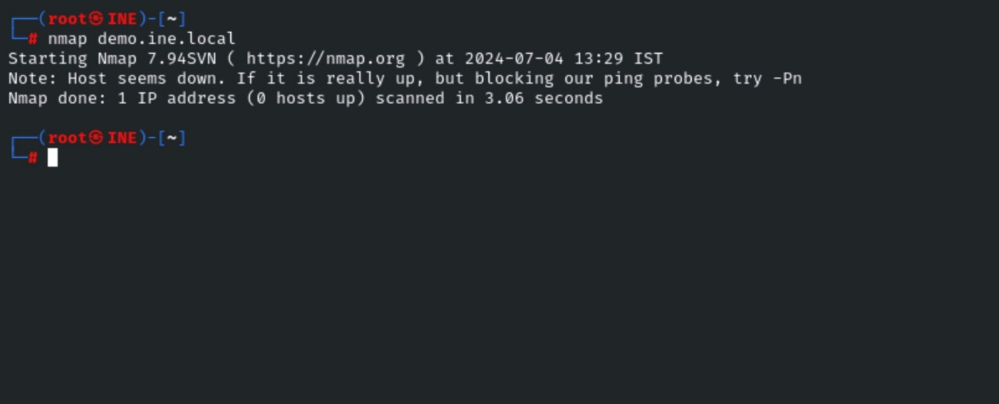 ┌──(root㉿INE)-[~]
└─# nmap demo.ine.local
Starting Nmap 7.94SVN ( https://nmap.org ) at 2024-07-04 13:29 IST
Note: Host seems down. If it is really up, but blocking our ping probes, try -Pn
Nmap done: 1 IP address (0 hosts up) scanned in 3.06 seconds
┌──(root㉿INE)-[~]
└─#